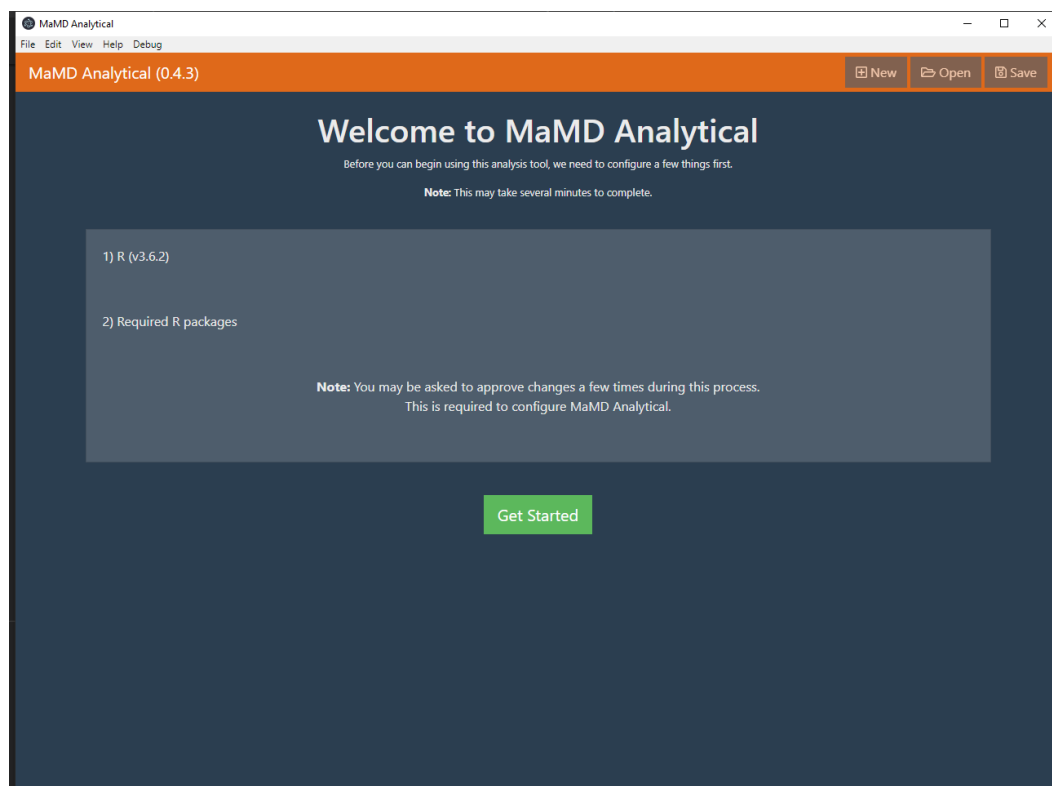 MaMD Analytical
File Edit View Help Debug
MaMD Analytical (0.4.3)
New Open Save
Welcome to MaMD Analytical
Before you can begin using this analysis tool, we need to configure a few things first.
Note: This may take several minutes to complete.
1) R (v3.6.2)
2) Required R packages
Note: You may be asked to approve changes a few times during this process.
This is required to configure MaMD Analytical.
Get Started